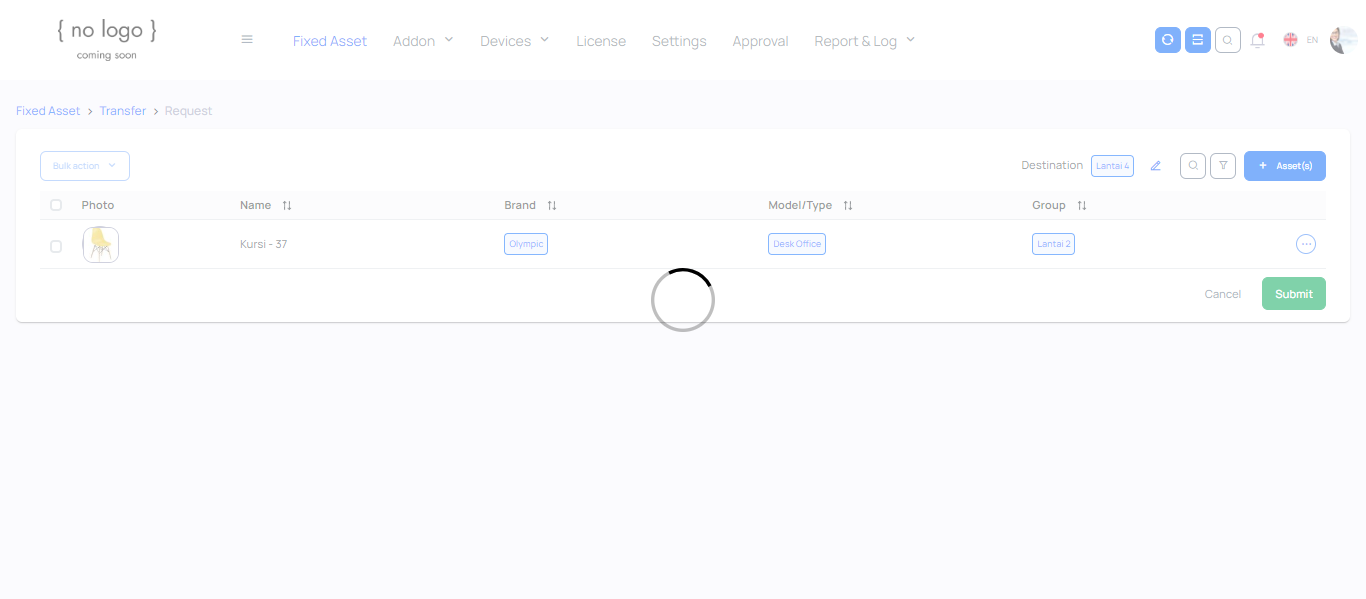 { no logo }
coming soon
Fixed Asset Addon Devices License Settings Approval Report & Log EN
Fixed Asset > Transfer > Request
Bulk action Destination Lantai 4 + Asset(s)
Photo Name Brand Model/Type Group
Kursi - 37 Olympic Desk Office Lantai 2
Cancel Submit